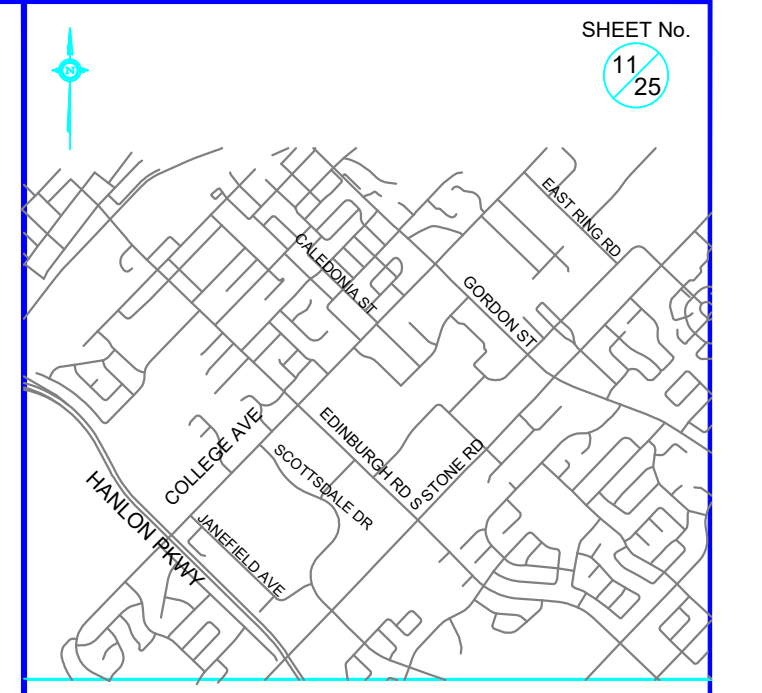 SHEET No.
11
25
N
EAST RING RD
CALEDONIA ST
GORDON ST
COLLEGE AVE
EDINBURGH RD S
STONE RD
SCOTTSDALE DR
HANLON PKWY
JANEFIELD AVE